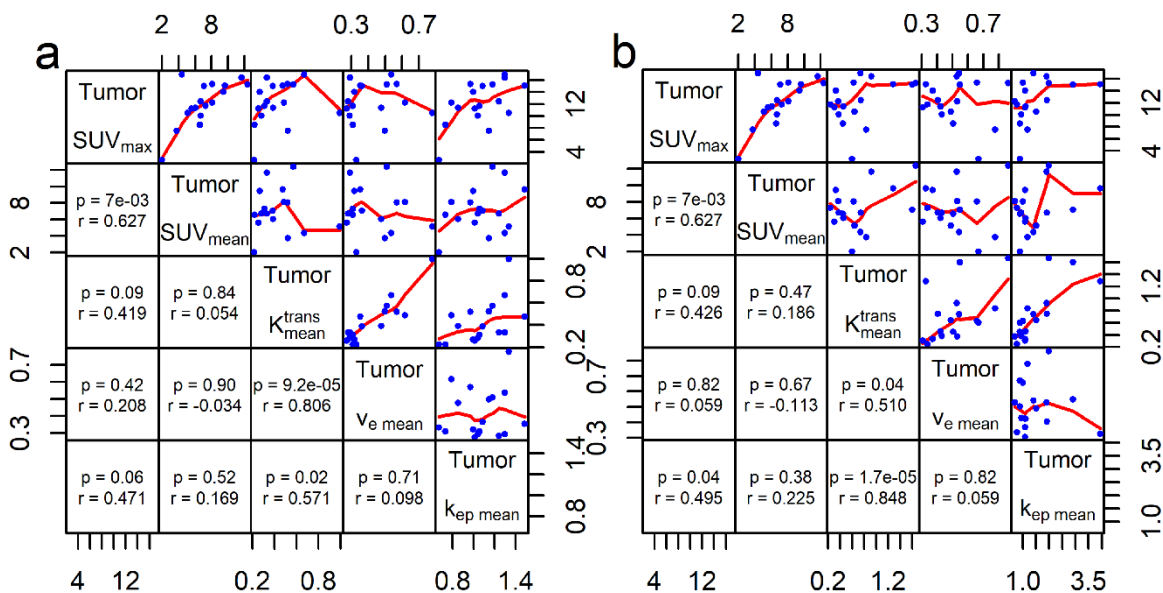 2 8 0.3 0.7
a
Tumor
SUVmax
4 12
p = 7e-03
r = 0.627
Tumor
SUVmean
2 8
p = 0.09
r = 0.419
p = 0.84
r = 0.054
Tumor
Ktransmean
0.2 0.8
p = 0.42
r = 0.208
p = 0.90
r = -0.034
p = 9.2e-05
r = 0.806
Tumor
ve mean
0.3 0.7
p = 0.06
r = 0.471
p = 0.52
r = 0.169
p = 0.02
r = 0.571
p = 0.71
r = 0.098
Tumor
kep mean
0.8 1.4
4 12 0.2 0.8 0.8 1.4
2 8 0.3 0.7
b
Tumor
SUVmax
4 12
p = 7e-03
r = 0.627
Tumor
SUVmean
2 8
p = 0.09
r = 0.426
p = 0.47
r = 0.186
Tumor
Ktransmean
0.2 1.2
p = 0.82
r = 0.059
p = 0.67
r = -0.113
p = 0.04
r = 0.510
Tumor
ve mean
0.3 0.7
p = 0.04
r = 0.495
p = 0.38
r = 0.225
p = 1.7e-05
r = 0.848
p = 0.82
r = 0.059
Tumor
kep mean
1.0 3.5
4 12 0.2 1.2 1.0 3.5